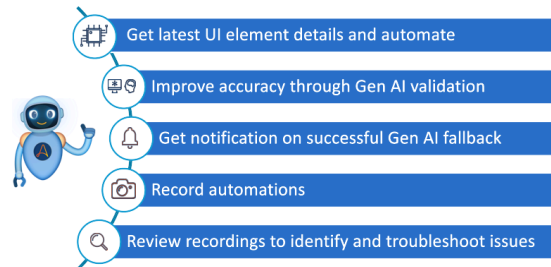 Get latest UI element details and automate
Improve accuracy through Gen AI validation
Get notification on successful Gen AI fallback
Record automations
Review recordings to identify and troubleshoot issues